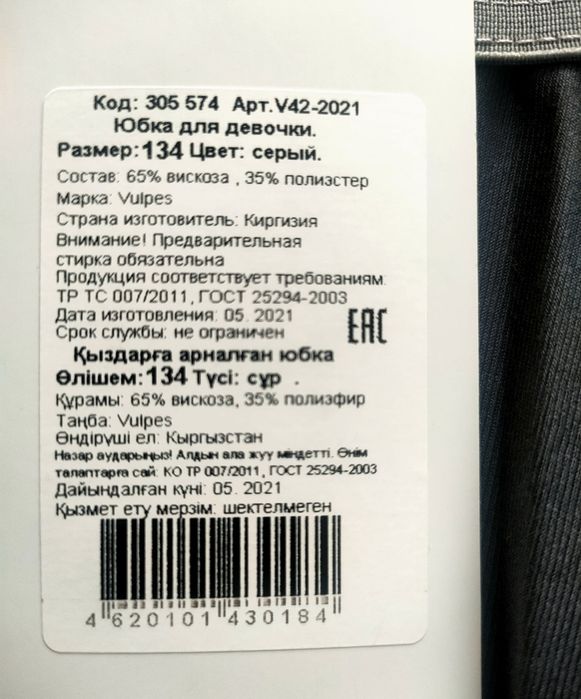 Код: 305 574 Арт.V42-2021
Юбка для девочки.
Размер:134 Цвет: серый.
Состав: 65% вискоза , 35% полиэстер
Марка: Vulpes
Страна изготовитель: Киргизия
Внимание! Предварительная
стирка обязательна
Продукция соответствует требованиям:
ТР ТС 007/2011, ГОСТ 25294-2003
Дата изготовления: 05. 2021
Срок службы: не ограничен
EAC
Қыздарға арналған юбка
Өлішем:134 Түсі: сұр .
Құрамы: 65% вискоза, 35% полиэфир
Таңба: Vulpes
Өндіруші ел: Кыргызстан
Назар аударыңыз! Алдын ала жуу міндетті. Өнім
талаптарға сай: КО ТР 007/2011, ГОСТ 25294-2003
Дайындалған күні: 05. 2021
Қызмет ету мерзім: шектелмеген
4 620101 430184